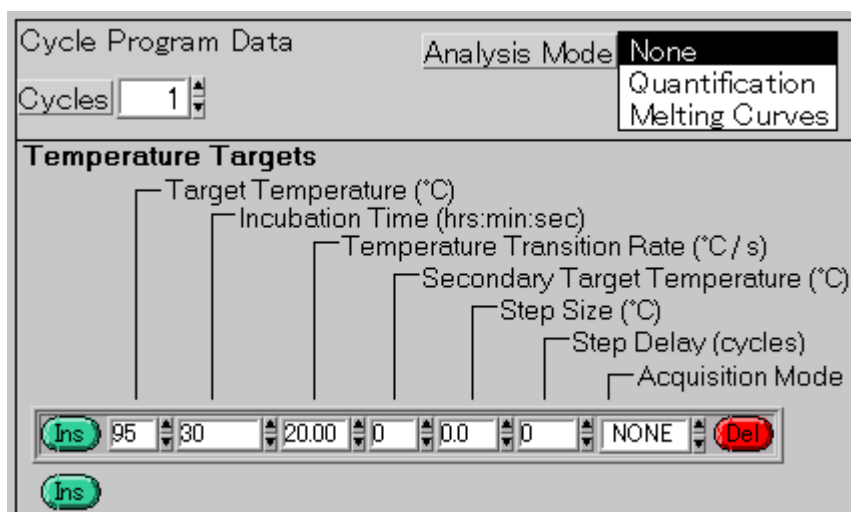 Cycle Program Data
Analysis Mode None
Quantification
Melting Curves
Cycles 1
Temperature Targets
Target Temperature (°C)
Incubation Time (hrs:min:sec)
Temperature Transition Rate (°C / s)
Secondary Target Temperature (°C)
Step Size (°C)
Step Delay (cycles)
Acquisition Mode
Ins 95 30 20.00 0 0.0 0 NONE Del
Ins